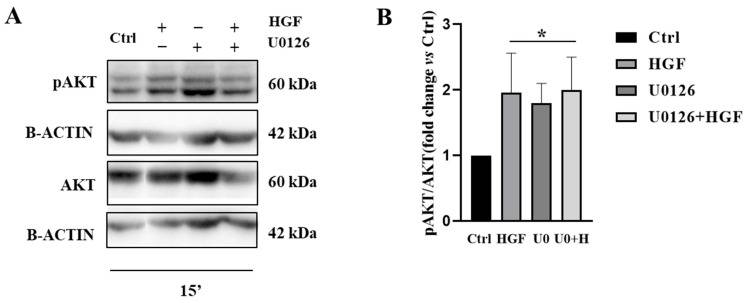 A
Ctrl + – + HGF
– + + U0126
pAKT 60 kDa
B-ACTIN 42 kDa
AKT 60 kDa
B-ACTIN 42 kDa
15’
B
pAKT/AKT(fold change vs Ctrl)
3
2
1
0
*
Ctrl HGF U0 U0+H
Ctrl
HGF
U0126
U0126+HGF